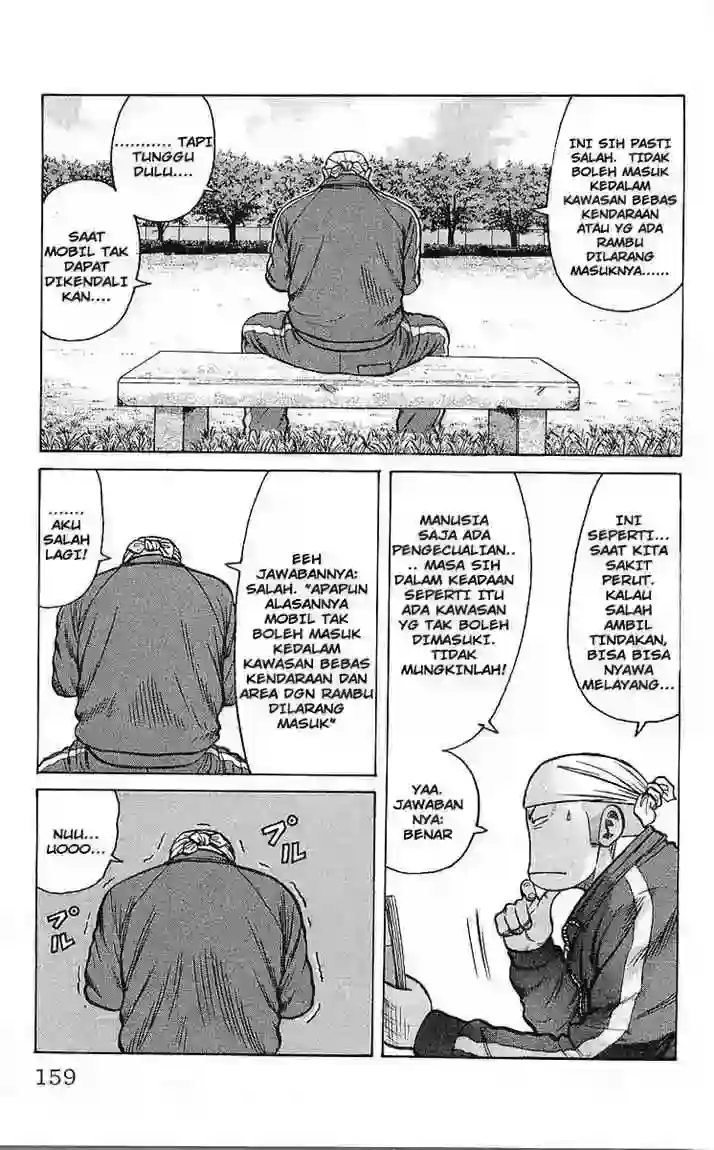 INI SIH PASTI
SALAH. TIDAK
BOLEH MASUK
KEDALAM
KAWASAN BEBAS
KENDARAAN
ATAU YG ADA
RAMBU
DILARANG
MASUKNYA......
........... TAPI
TUNGGU
DULU....
SAAT
MOBIL TAK
DAPAT
DIKENDALI
KAN....
INI
SEPERTI...
SAAT KITA
SAKIT
PERUT.
KALAU
SALAH
AMBIL
TINDAKAN,
BISA BISA
NYAWA
MELAYANG...
MANUSIA
SAJA ADA
PENGECUALIAN..
.. MASA SIH
DALAM KEADAAN
SEPERTI ITU
ADA KAWASAN
YG TAK BOLEH
DIMASUKI.
TIDAK
MUNGKINLAH!
YAA.
JAWABAN
NYA:
BENAR
EEH
JAWABANNYA:
SALAH. "APAPUN
ALASANNYA
MOBIL TAK
BOLEH MASUK
KEDALAM
KAWASAN BEBAS
KENDARAAN DAN
AREA DGN RAMBU
DILARANG
MASUK"
.......
AKU
SALAH
LAGI!
プル
NUU...
UOOO...
プル
159